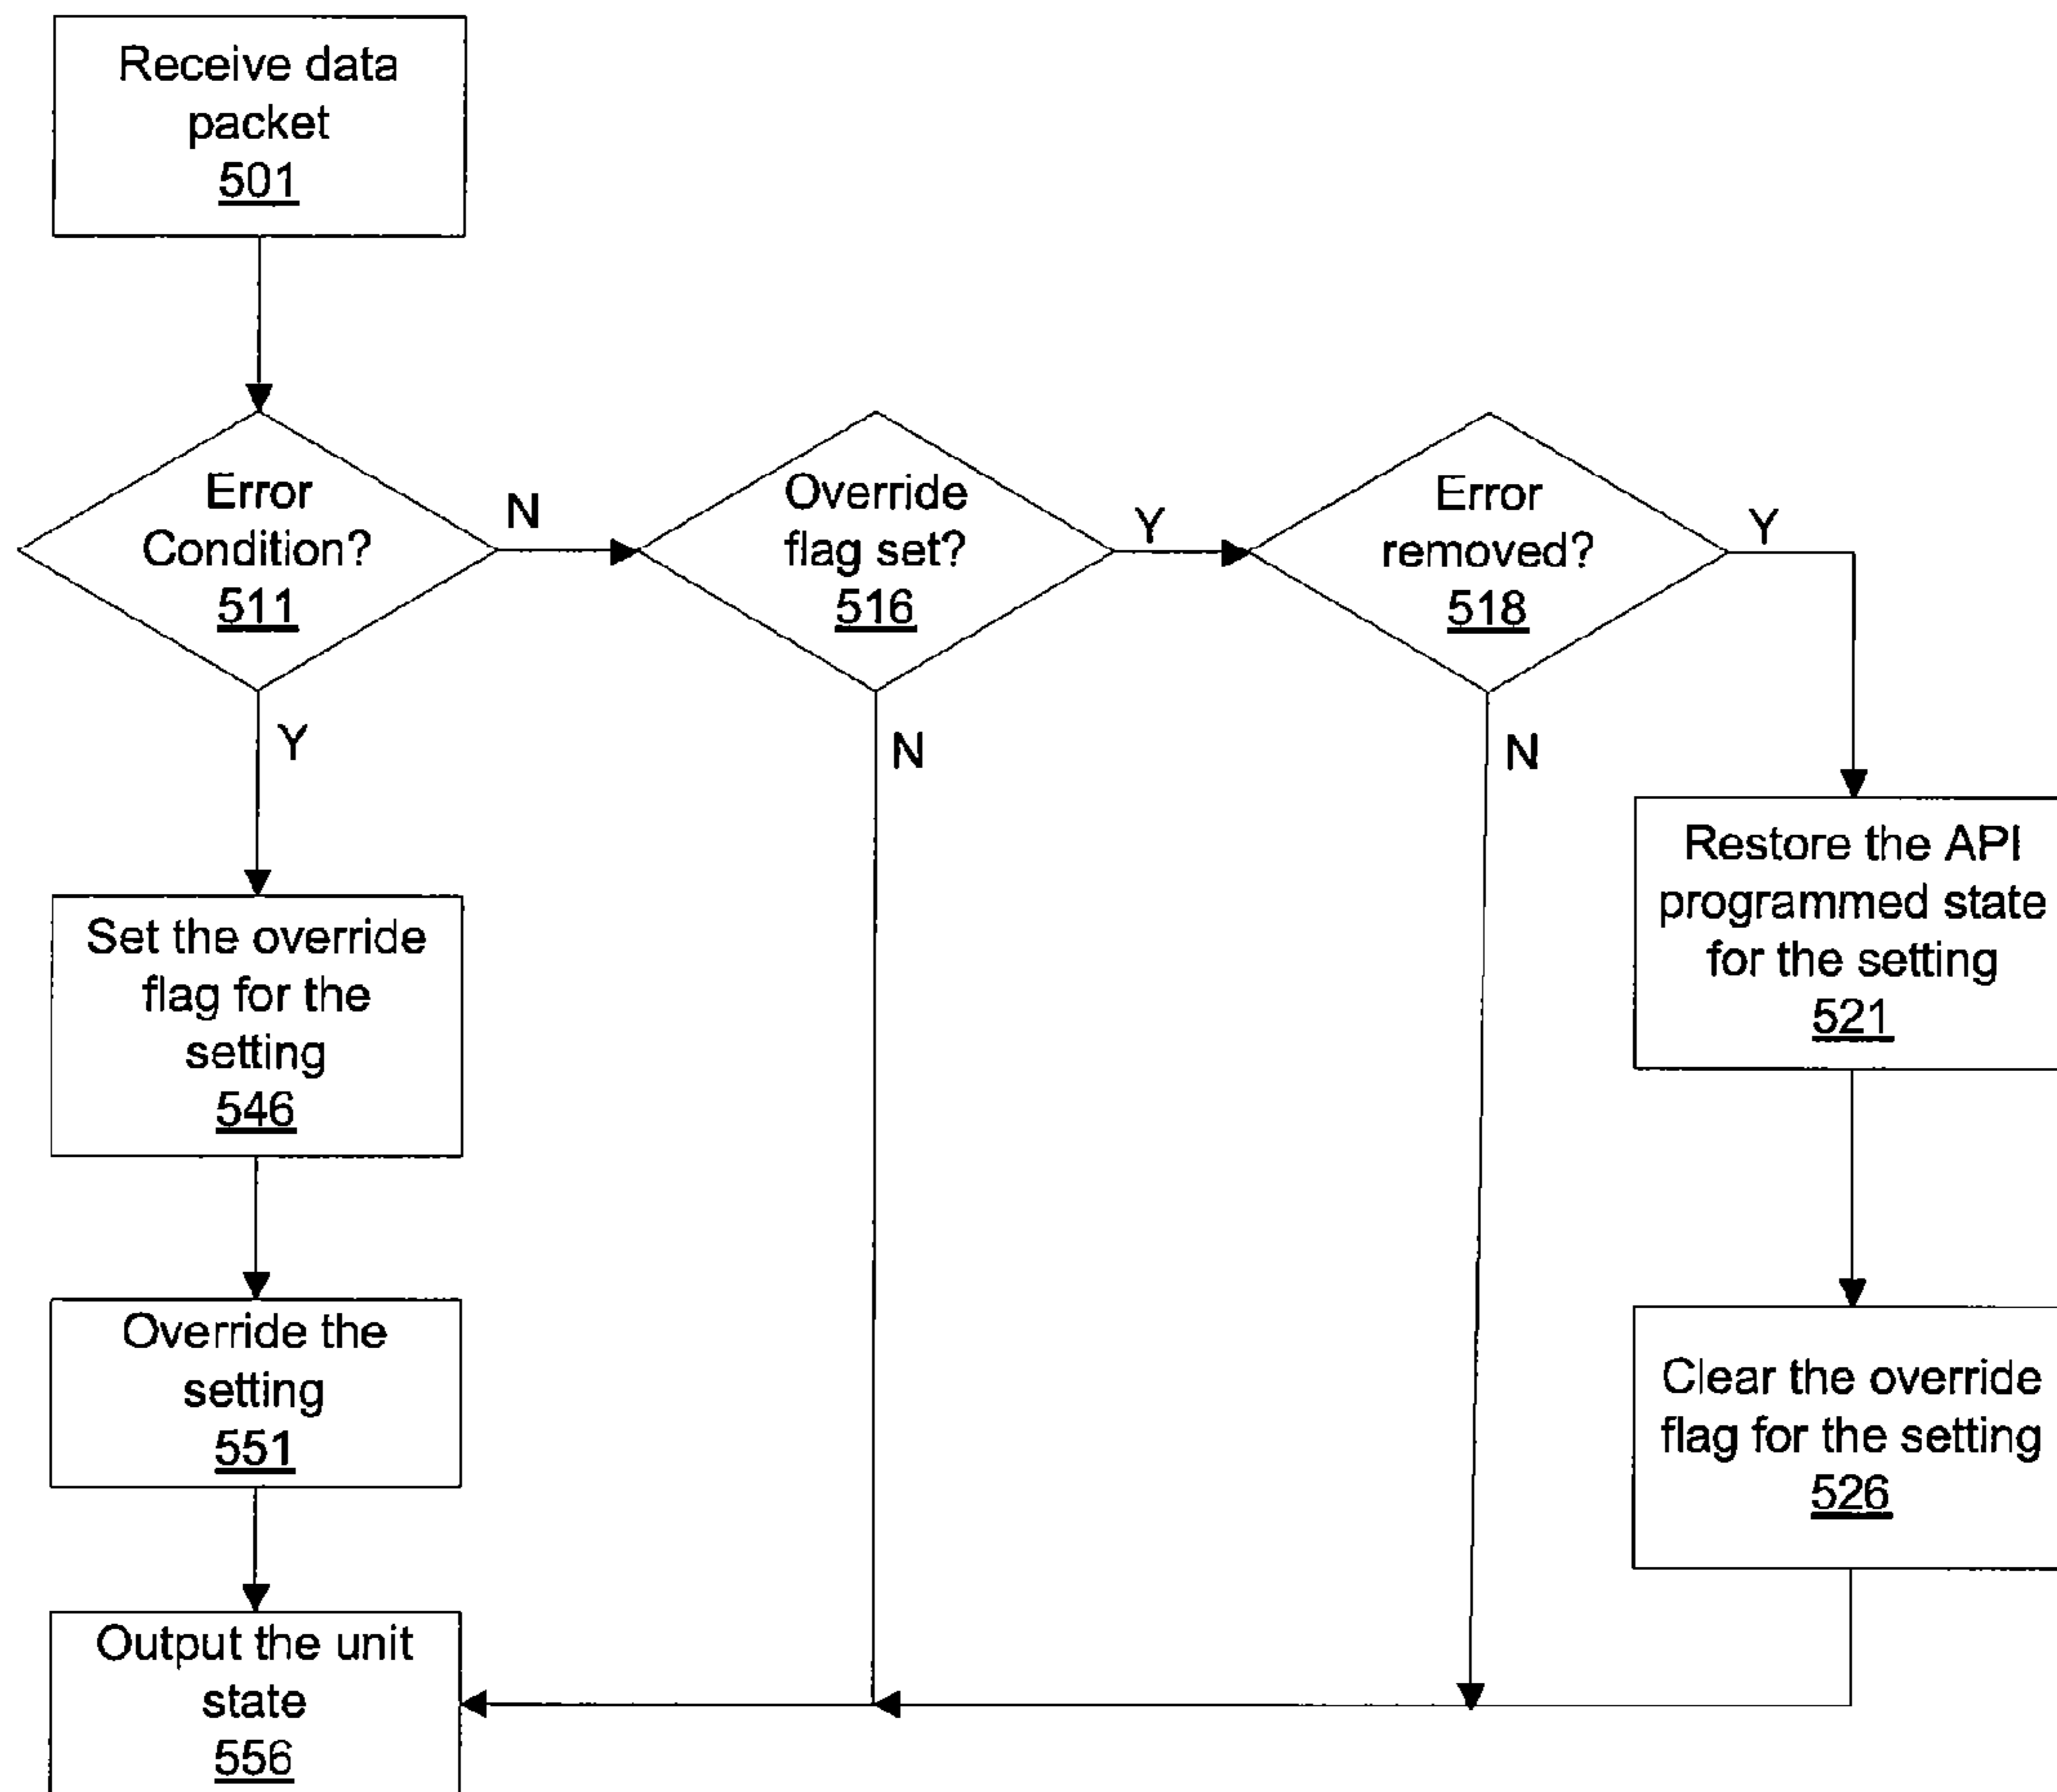 Receive data
packet
501
Error
Condition?
511
N
Override
flag set?
516
Y
Error
removed?
518
Y
Y
N
N
Set the override
flag for the
setting
546
Restore the API
programmed state
for the setting
521
Override the
setting
551
Clear the override
flag for the setting
526
Output the unit
state
556